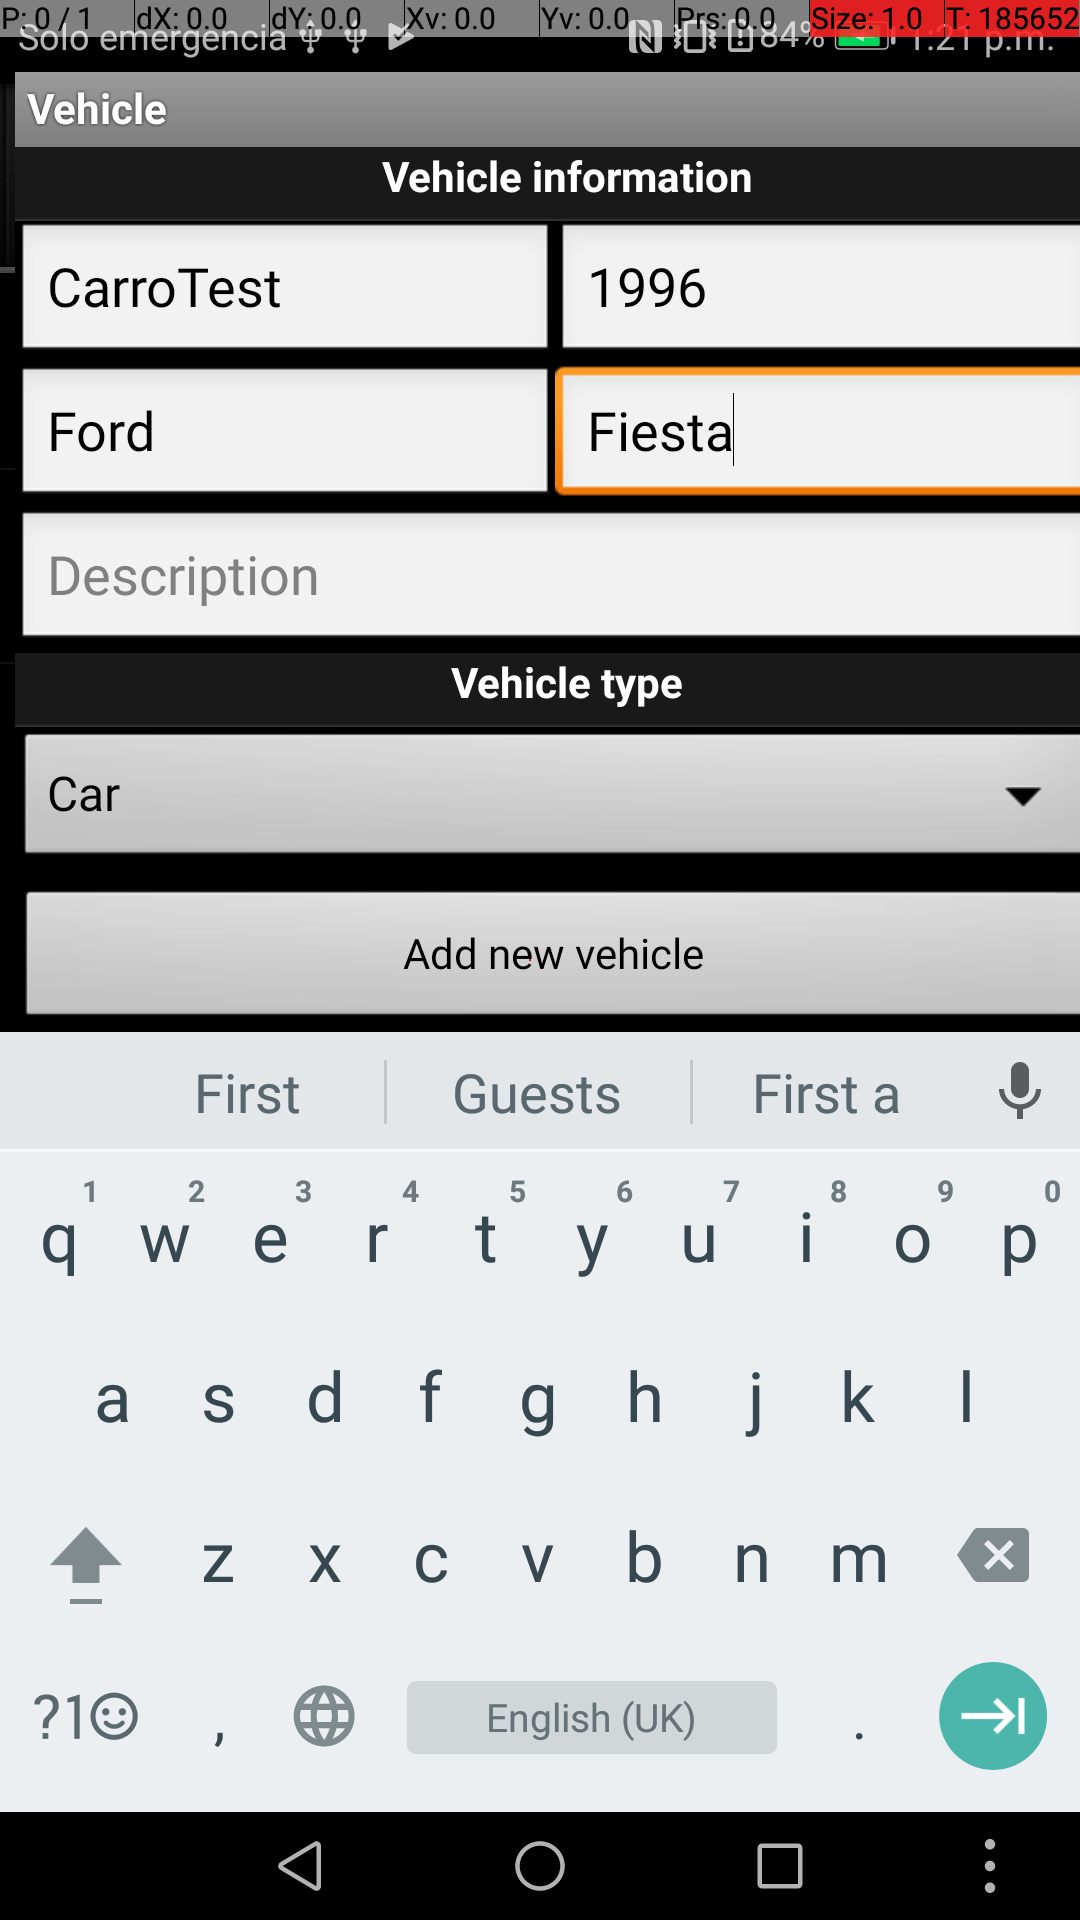 P: 0 / 1 dX: 0.0 dY: 0.0 Xv: 0.0 Yv: 0.0 Prs: 0.0 Size: 1.0 T: 185652
Solo emergencia 84% 1:21 p.m.
Vehicle
Vehicle information
CarroTest 1996
Ford Fiesta
Description
Vehicle type
Car
Add new vehicle
First Guests First a
1 2 3 4 5 6 7 8 9 0
q w e r t y u i o p
a s d f g h j k l
z x c v b n m
?1 , English (UK) .